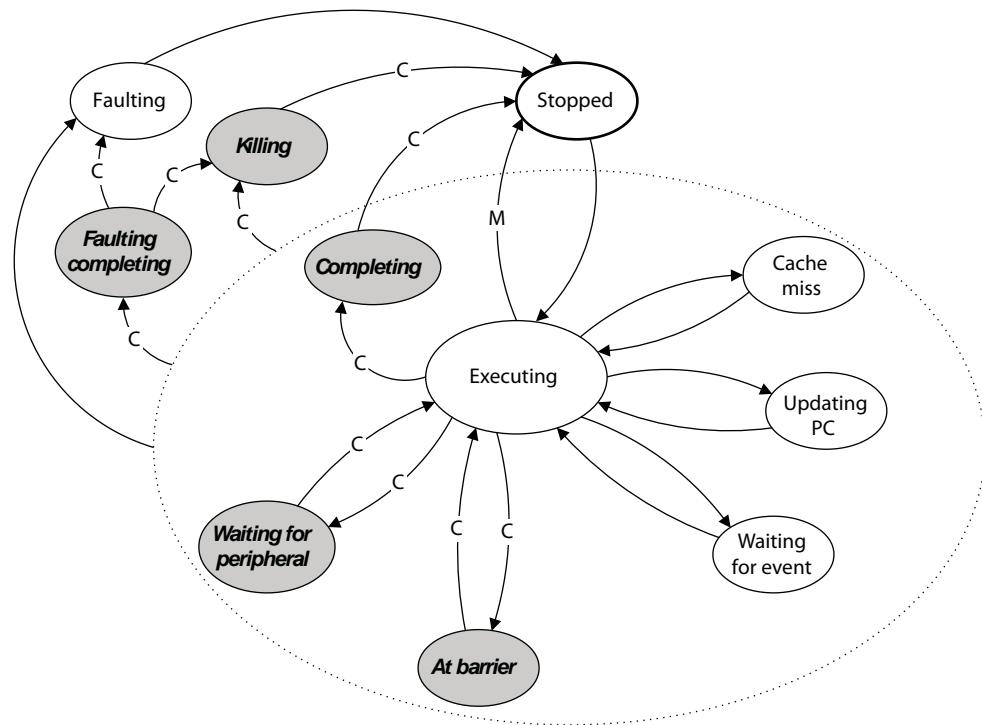 C
Faulting
Stopped
Killing
C
C
C
M
C
Faulting
completing
Completing
Cache
miss
C
C
Executing
Updating
PC
C
C
Waiting for
peripheral
C
C
Waiting
for event
At barrier